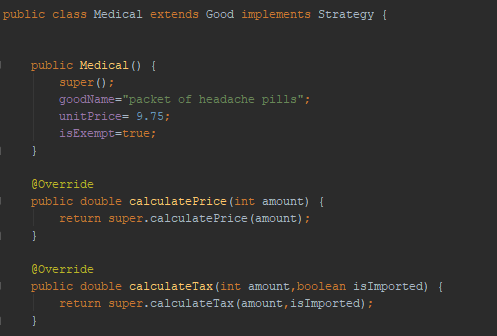 public class Medical extends Good implements Strategy {
public Medical() {
super();
goodName="packet of headache pills";
unitPrice= 9.75;
isExempt=true;
}
@Override
public double calculatePrice(int amount) {
return super.calculatePrice(amount);
}
@Override
public double calculateTax(int amount,boolean isImported) {
return super.calculateTax(amount,isImported);
}